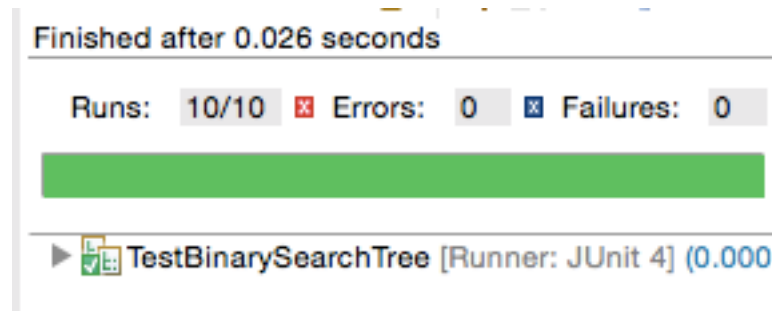 Finished after 0.026 seconds
Runs: 10/10 Errors: 0 Failures: 0
TestBinarySearchTree [Runner: JUnit 4] (0.000